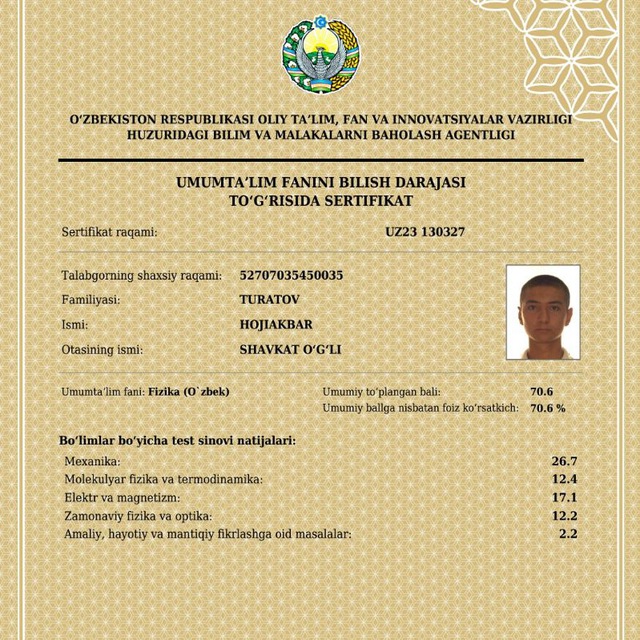 O‘ZBEKISTON RESPUBLIKASI OLIY TA’LIM, FAN VA INNOVATSIYALAR VAZIRLIGI
HUZURIDAGI BILIM VA MALAKALARNI BAHOLASH AGENTLIGI
UMUMTA’LIM FANINI BILISH DARAJASI
TO‘G‘RISIDA SERTIFIKAT
Sertifikat raqami: UZ23 130327
Talabgorning shaxsiy raqami: 52707035450035
Familiyasi: TURATOV
Ismi: HOJIAKBAR
Otasining ismi: SHAVKAT O‘G‘LI
Umumta’lim fani: Fizika (O`zbek) Umumiy to‘plangan bali: 70.6
Umumiy ballga nisbatan foiz ko‘rsatkich: 70.6 %
Bo‘limlar bo‘yicha test sinovi natijalari:
Mexanika: 26.7
Molekulyar fizika va termodinamika: 12.4
Elektr va magnetizm: 17.1
Zamonaviy fizika va optika: 12.2
Amaliy, hayotiy va mantiqiy fikrlashga oid masalalar: 2.2